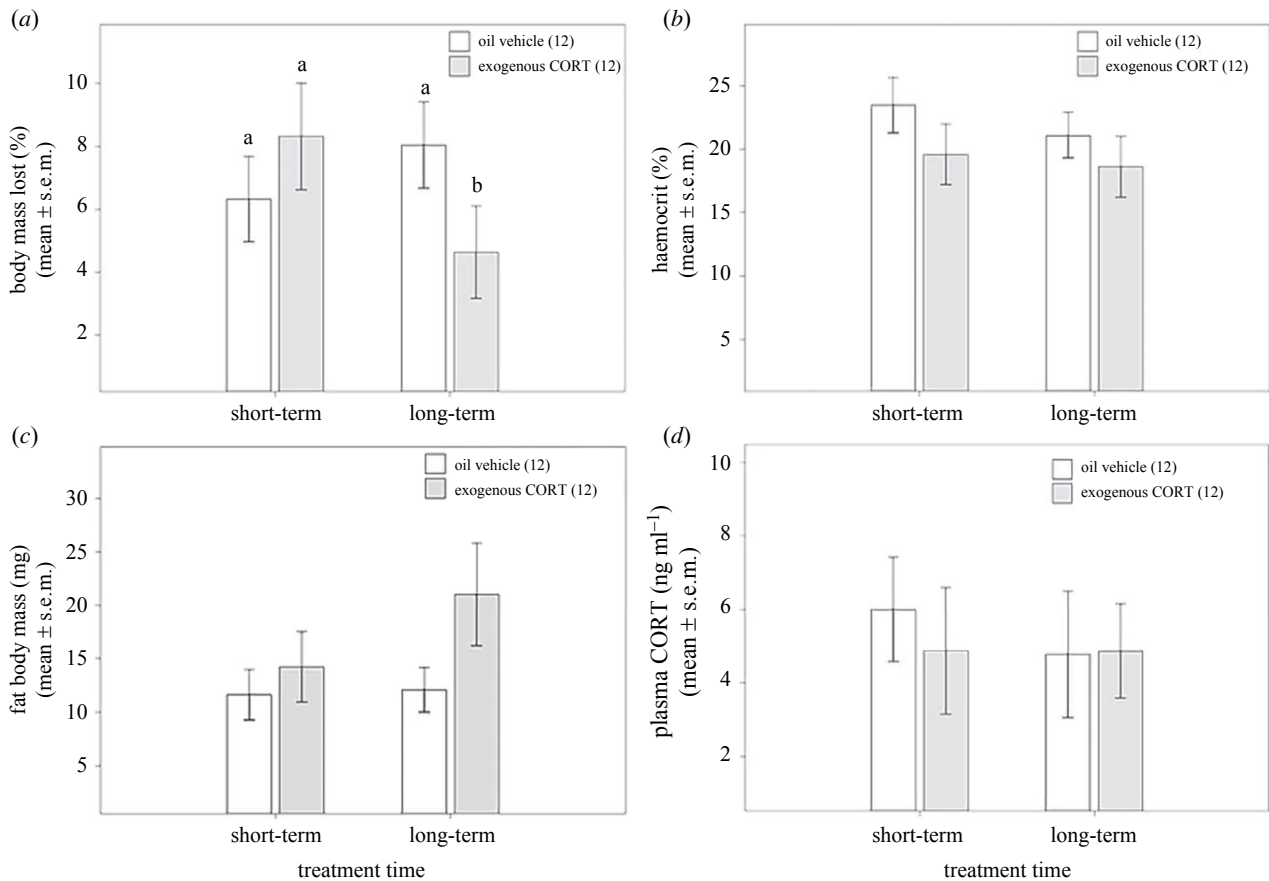 (a)
body mass lost (%)
(mean ± s.e.m.)
10
8
6
4
2
oil vehicle (12)
exogenous CORT (12)
a
a
a
b
short-term
long-term
(b)
haemocrit (%)
(mean ± s.e.m.)
25
20
15
10
5
oil vehicle (12)
exogenous CORT (12)
short-term
long-term
(c)
fat body mass (mg)
(mean ± s.e.m.)
30
25
20
15
10
5
oil vehicle (12)
exogenous CORT (12)
short-term
long-term
treatment time
(d)
plasma CORT (ng ml⁻¹)
(mean ± s.e.m.)
10
8
6
4
2
oil vehicle (12)
exogenous CORT (12)
short-term
long-term
treatment time